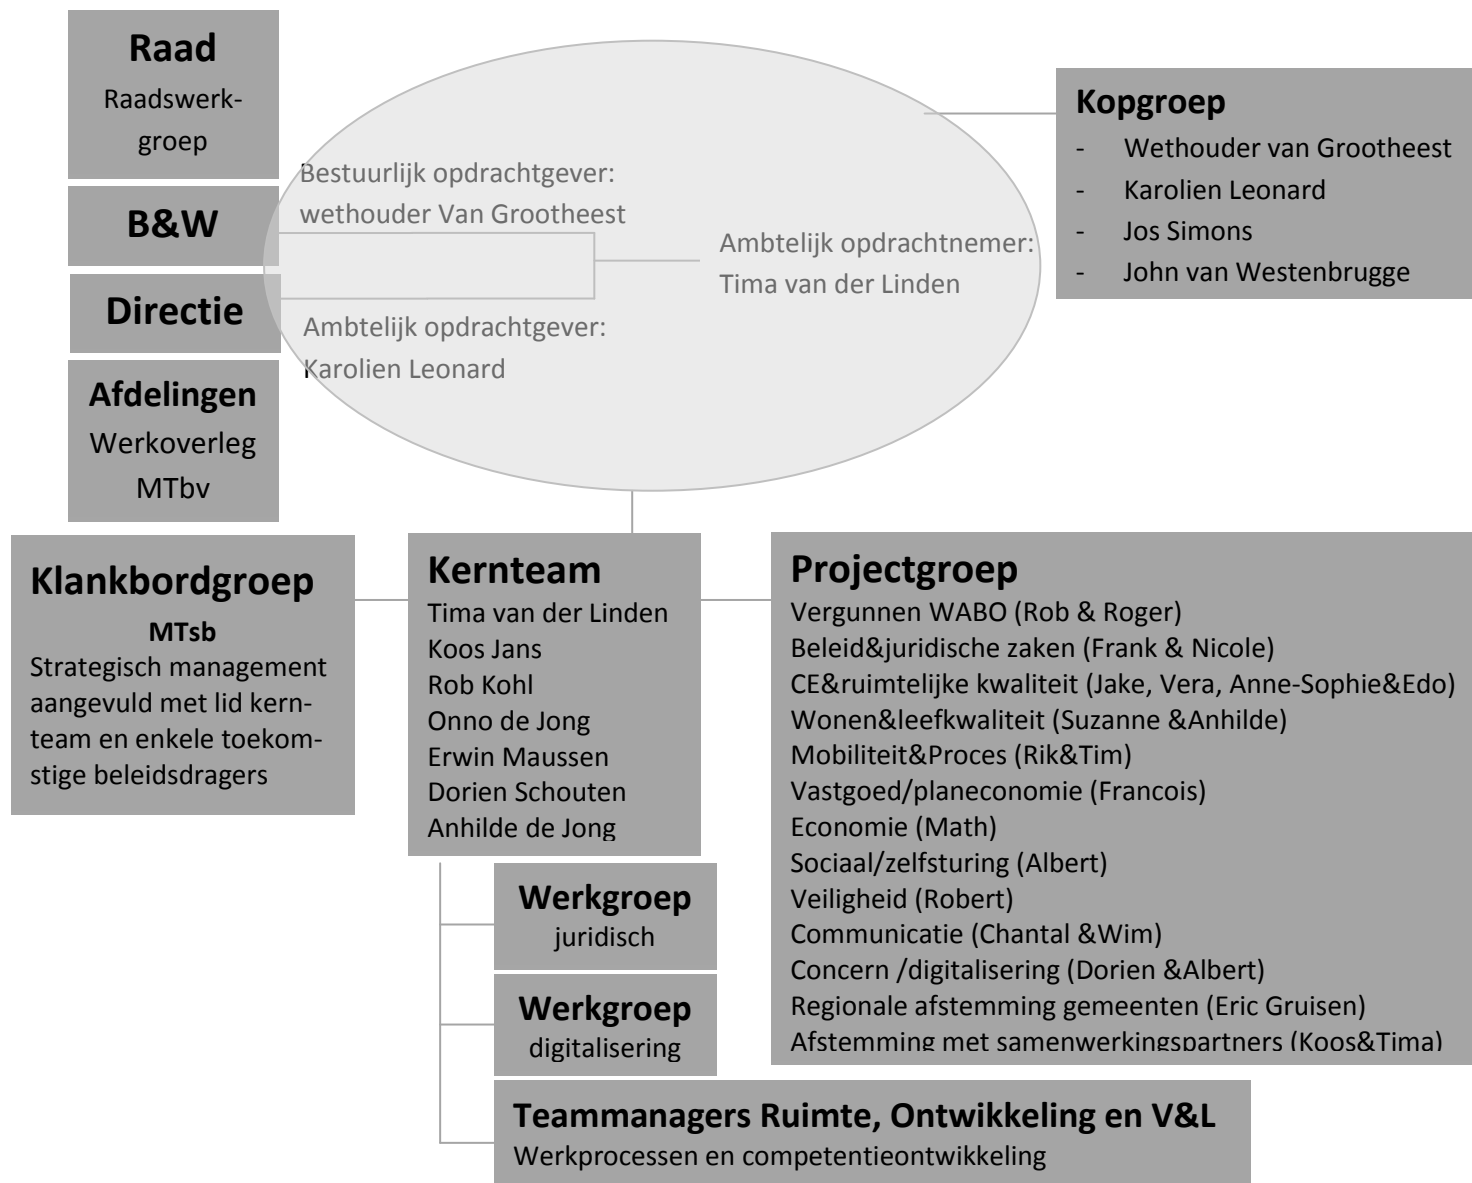 Raad
Raadswerk-
groep
B&W
Directie
Afdelingen
Werkoverleg
MTbv
Bestuurlijk opdrachtgever:
wethouder Van Grootheest
Ambtelijk opdrachtgever:
Karolien Leonard
Ambtelijk opdrachtnemer:
Tima van der Linden
Kopgroep
- Wethouder van Grootheest
- Karolien Leonard
- Jos Simons
- John van Westenbrugge
Klankbordgroep
MTsb
Strategisch management
aangevuld met lid kern-
team en enkele toekom-
stige beleidsdragers
Kernteam
Tima van der Linden
Koos Jans
Rob Kohl
Onno de Jong
Erwin Maussen
Dorien Schouten
Anhilde de Jong
Projectgroep
Vergunnen WABO (Rob & Roger)
Beleid&juridische zaken (Frank & Nicole)
CE&ruimtelijke kwaliteit (Jake, Vera, Anne-Sophie&Edo)
Wonen&leefkwaliteit (Suzanne &Anhilde)
Mobiliteit&Proces (Rik&Tim)
Vastgoed/planeconomie (Francois)
Economie (Math)
Sociaal/zelfsturing (Albert)
Veiligheid (Robert)
Communicatie (Chantal &Wim)
Concern /digitalisering (Dorien &Albert)
Regionale afstemming gemeenten (Eric Gruisen)
Afstemming met samenwerkingspartners (Koos&Tima)
Werkgroep
juridisch
Werkgroep
digitalisering
Teammanagers Ruimte, Ontwikkeling en V&L
Werkprocessen en competentieontwikkeling